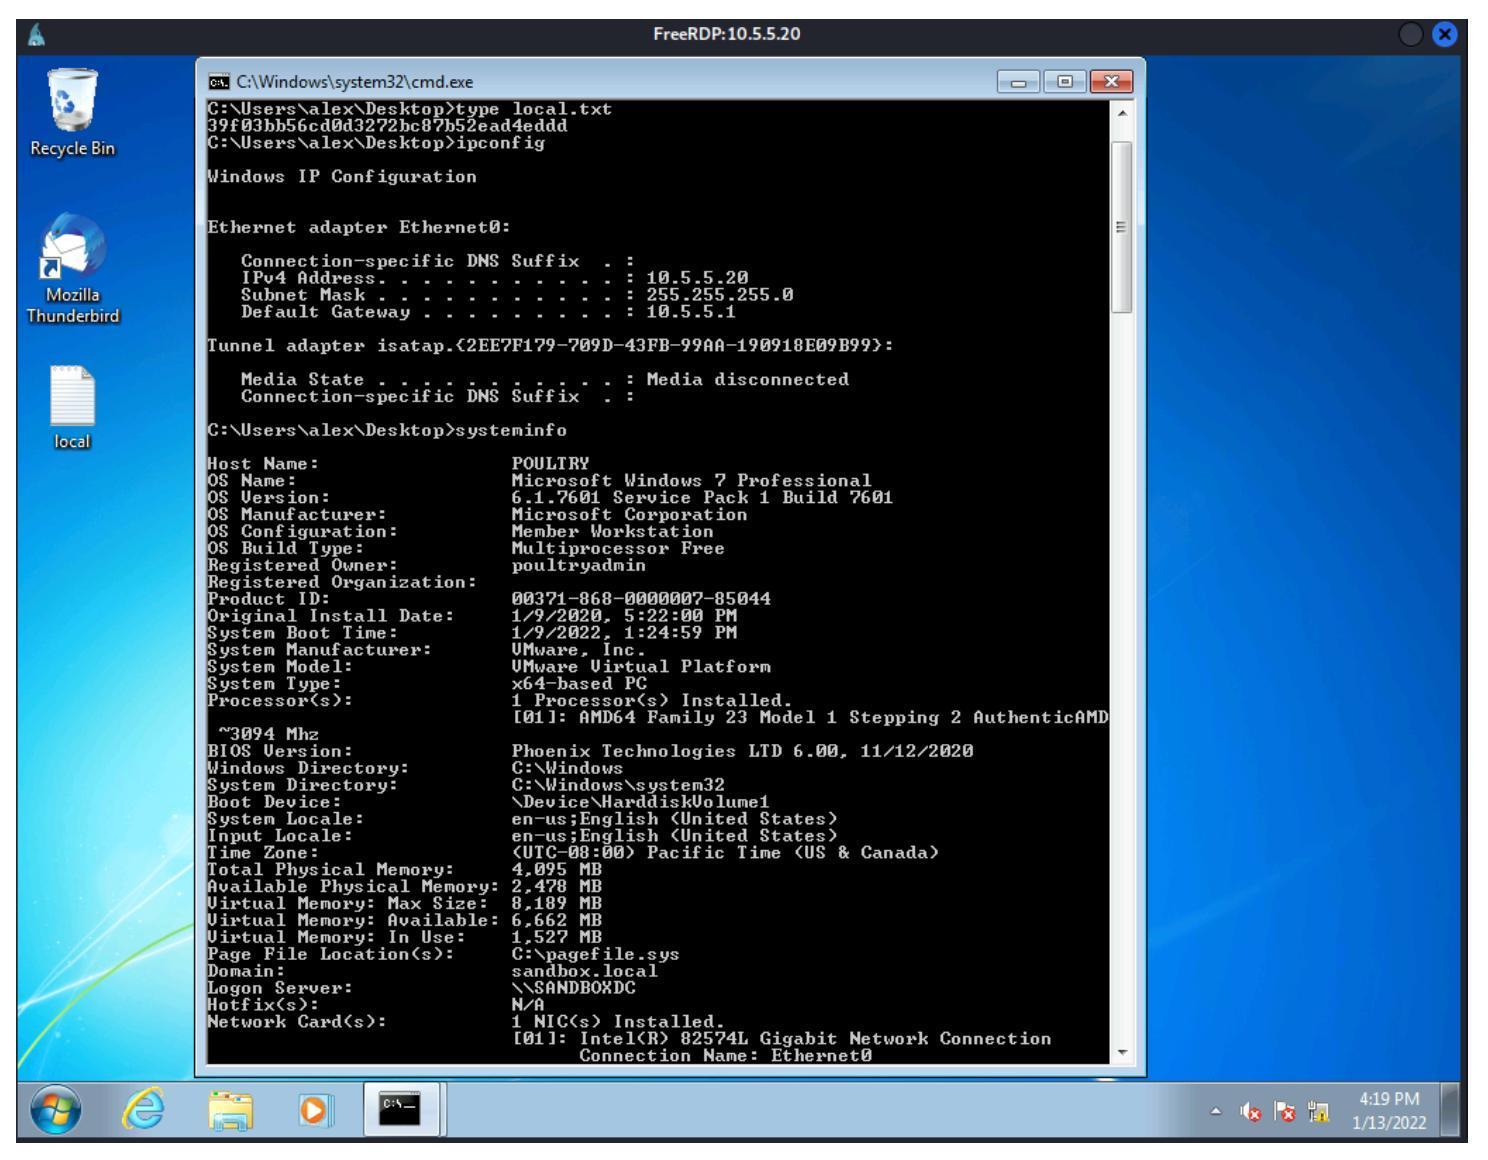 FreeRDP:10.5.5.20
Recycle Bin
Mozilla
Thunderbird
local
C:\Windows\system32\cmd.exe
C:\Users\alex\Desktop>type local.txt
39f03bb56cd0d3272bc87b52ead4eddd
C:\Users\alex\Desktop>ipconfig
Windows IP Configuration
Ethernet adapter Ethernet0:
Connection-specific DNS Suffix . :
IPv4 Address. . . . . . . . . . . : 10.5.5.20
Subnet Mask . . . . . . . . . . . : 255.255.255.0
Default Gateway . . . . . . . . . : 10.5.5.1
Tunnel adapter isatap.{2EE7F179-709D-43FB-99AA-190918E09B99}:
Media State . . . . . . . . . . . : Media disconnected
Connection-specific DNS Suffix . :
C:\Users\alex\Desktop>systeminfo
Host Name: POULTRY
OS Name: Microsoft Windows 7 Professional
OS Version: 6.1.7601 Service Pack 1 Build 7601
OS Manufacturer: Microsoft Corporation
OS Configuration: Member Workstation
OS Build Type: Multiprocessor Free
Registered Owner: poultryadmin
Registered Organization:
Product ID: 00371-868-0000007-85044
Original Install Date: 1/9/2020, 5:22:00 PM
System Boot Time: 1/9/2022, 1:24:59 PM
System Manufacturer: VMware, Inc.
System Model: VMware Virtual Platform
System Type: x64-based PC
Processor(s): 1 Processor(s) Installed.
[01]: AMD64 Family 23 Model 1 Stepping 2 AuthenticAMD
~3094 Mhz
BIOS Version: Phoenix Technologies LTD 6.00, 11/12/2020
Windows Directory: C:\Windows
System Directory: C:\Windows\system32
Boot Device: \Device\HarddiskVolume1
System Locale: en-us;English (United States)
Input Locale: en-us;English (United States)
Time Zone: (UTC-08:00) Pacific Time (US & Canada)
Total Physical Memory: 4,095 MB
Available Physical Memory: 2,478 MB
Virtual Memory: Max Size: 8,189 MB
Virtual Memory: Available: 6,662 MB
Virtual Memory: In Use: 1,527 MB
Page File Location(s): C:\pagefile.sys
Domain: sandbox.local
Logon Server: \\SANDBOXDC
Hotfix(s): N/A
Network Card(s): 1 NIC(s) Installed.
[01]: Intel(R) 82574L Gigabit Network Connection
Connection Name: Ethernet0
4:19 PM
1/13/2022